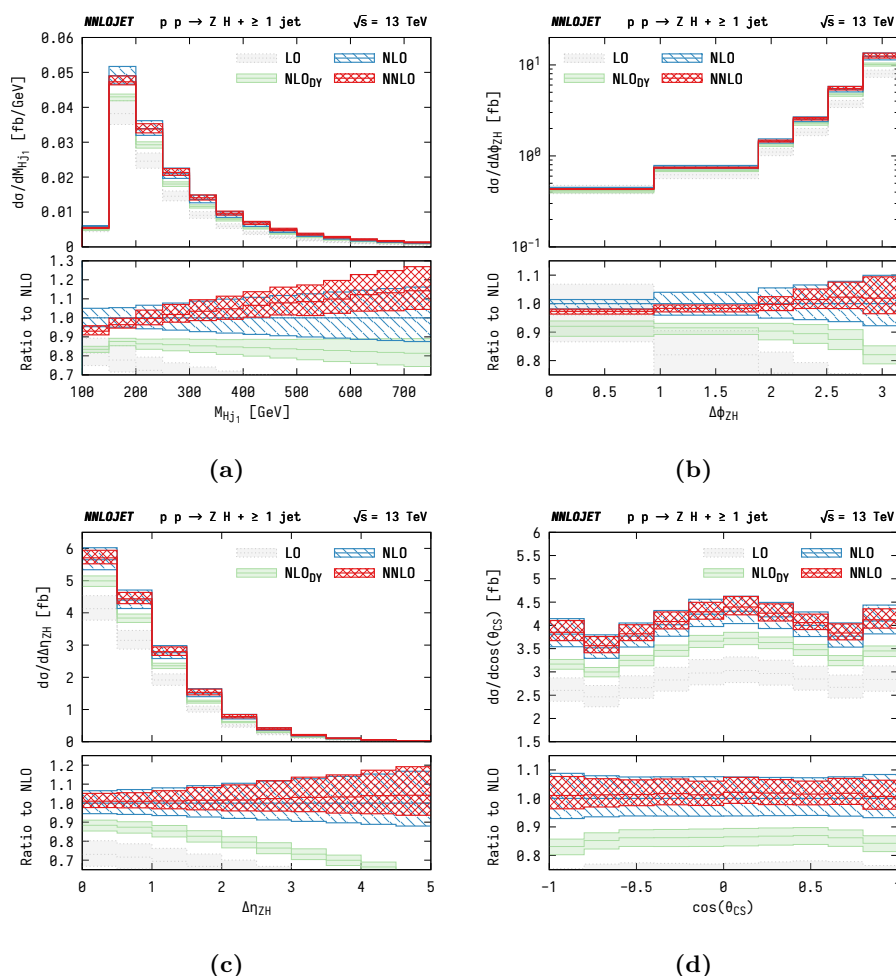 NNLOJET p p → Z H + ≥ 1 jet √s = 13 TeV
LO NLO
NLO_DY NNLO
dσ/dM_Hj₁ [fb/GeV]
0.06
0.05
0.04
0.03
0.02
0.01
0
Ratio to NLO
1.3
1.2
1.1
1.0
0.9
0.8
0.7
100 200 300 400 500 600 700
M_Hj₁ [GeV]
(a)
NNLOJET p p → Z H + ≥ 1 jet √s = 13 TeV
LO NLO
NLO_DY NNLO
dσ/dΔϕ_ZH [fb]
10¹
10⁰
10⁻¹
Ratio to NLO
1.1
1.0
0.9
0.8
0 0.5 1 1.5 2 2.5 3
Δϕ_ZH
(b)
NNLOJET p p → Z H + ≥ 1 jet √s = 13 TeV
LO NLO
NLO_DY NNLO
dσ/dΔη_ZH [fb]
6
5
4
3
2
1
0
Ratio to NLO
1.2
1.1
1.0
0.9
0.8
0.7
0 1 2 3 4 5
Δη_ZH
(c)
NNLOJET p p → Z H + ≥ 1 jet √s = 13 TeV
LO NLO
NLO_DY NNLO
dσ/dcos(θ_CS) [fb]
6
5.5
5
4.5
4
3.5
3
2.5
2
1.5
Ratio to NLO
1.1
1.0
0.9
0.8
-1 -0.5 0 0.5 1
cos(θ_CS)
(d)